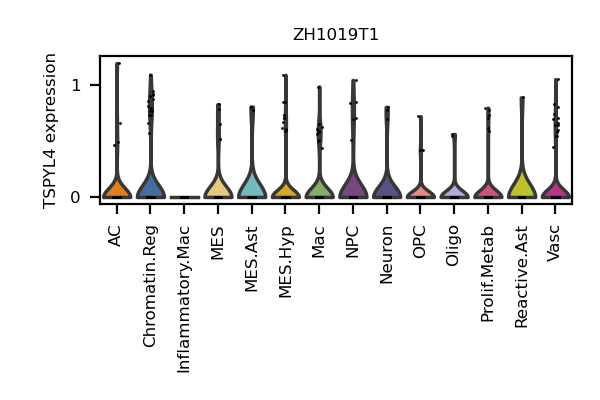 ZH1019T1
TSPYL4 expression
1
0
AC
Chromatin.Reg
Inflammatory.Mac
MES
MES.Ast
MES.Hyp
Mac
NPC
Neuron
OPC
Oligo
Prolif.Metab
Reactive.Ast
Vasc